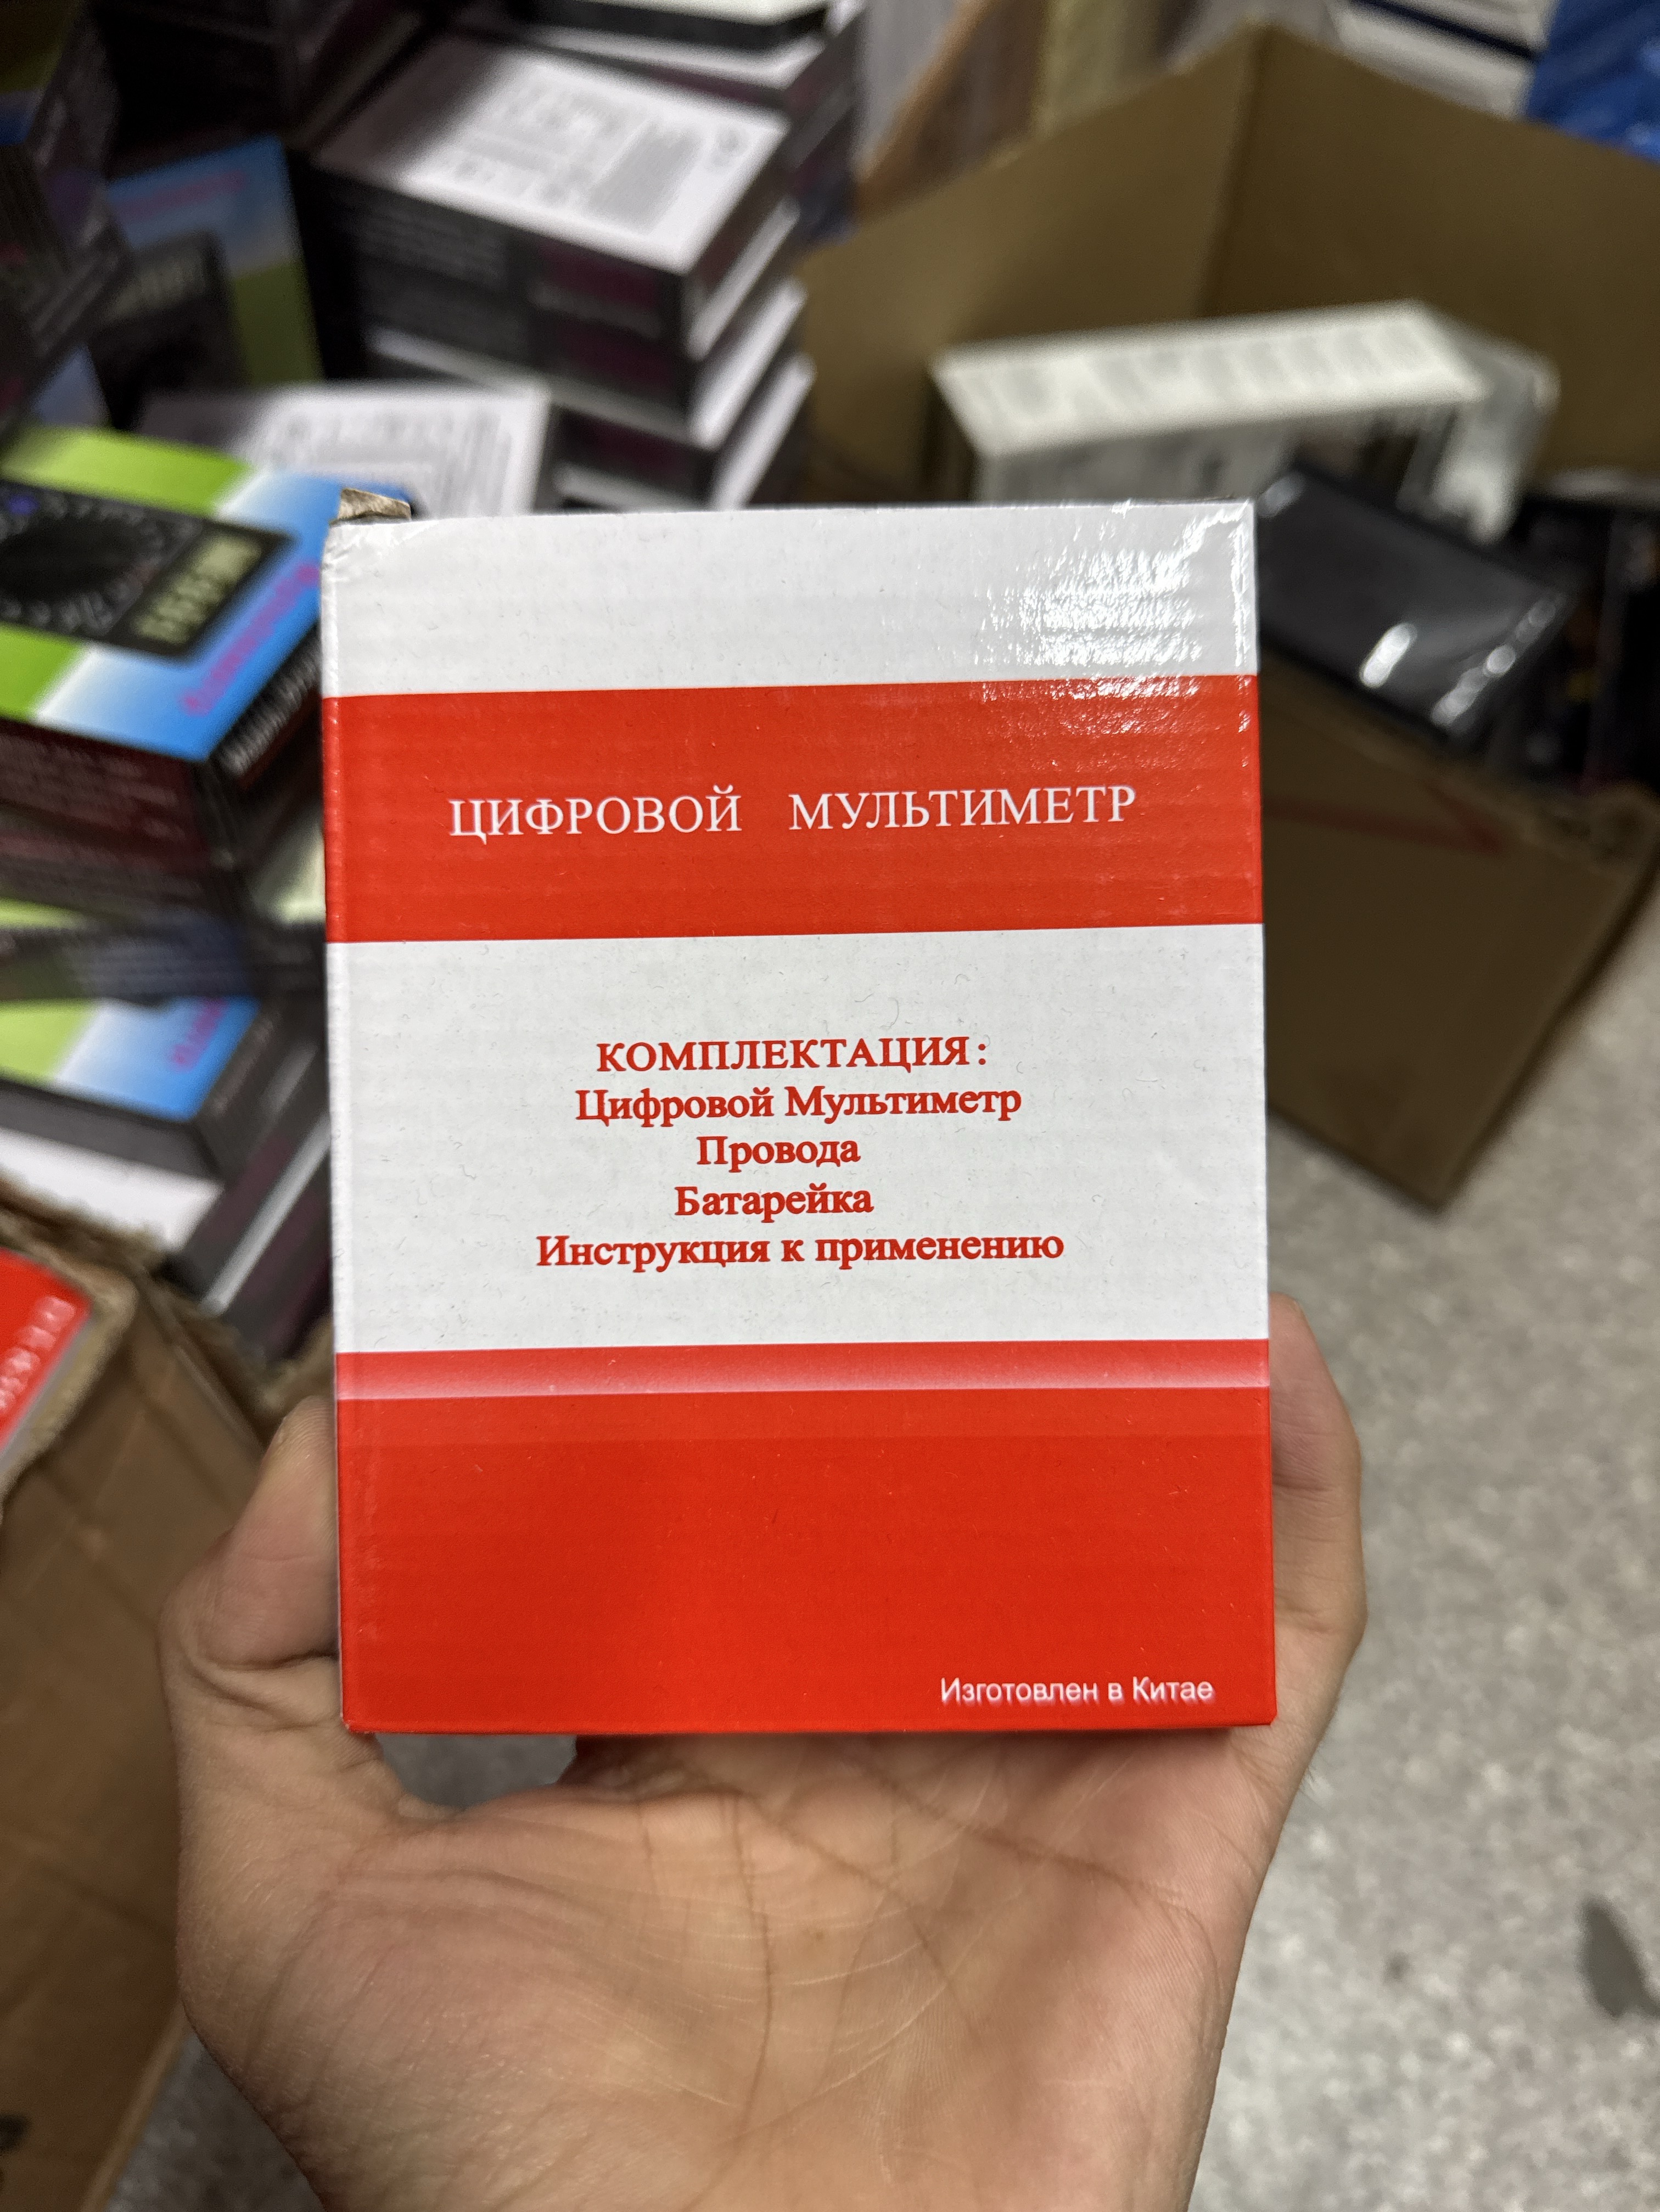 ЦИФРОВОЙ МУЛЬТИМЕТР
КОМПЛЕКТАЦИЯ:
Цифровой Мультиметр
Провода
Батарейка
Инструкция к применению
Изготовлен в Китае